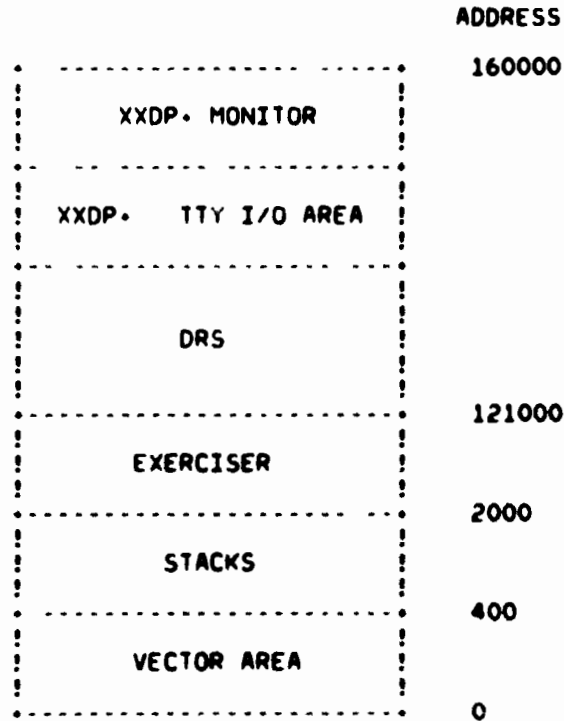 ADDRESS
160000
XXDP. MONITOR
XXDP. TTY I/O AREA
DRS
121000
EXERCISER
2000
STACKS
400
VECTOR AREA
0